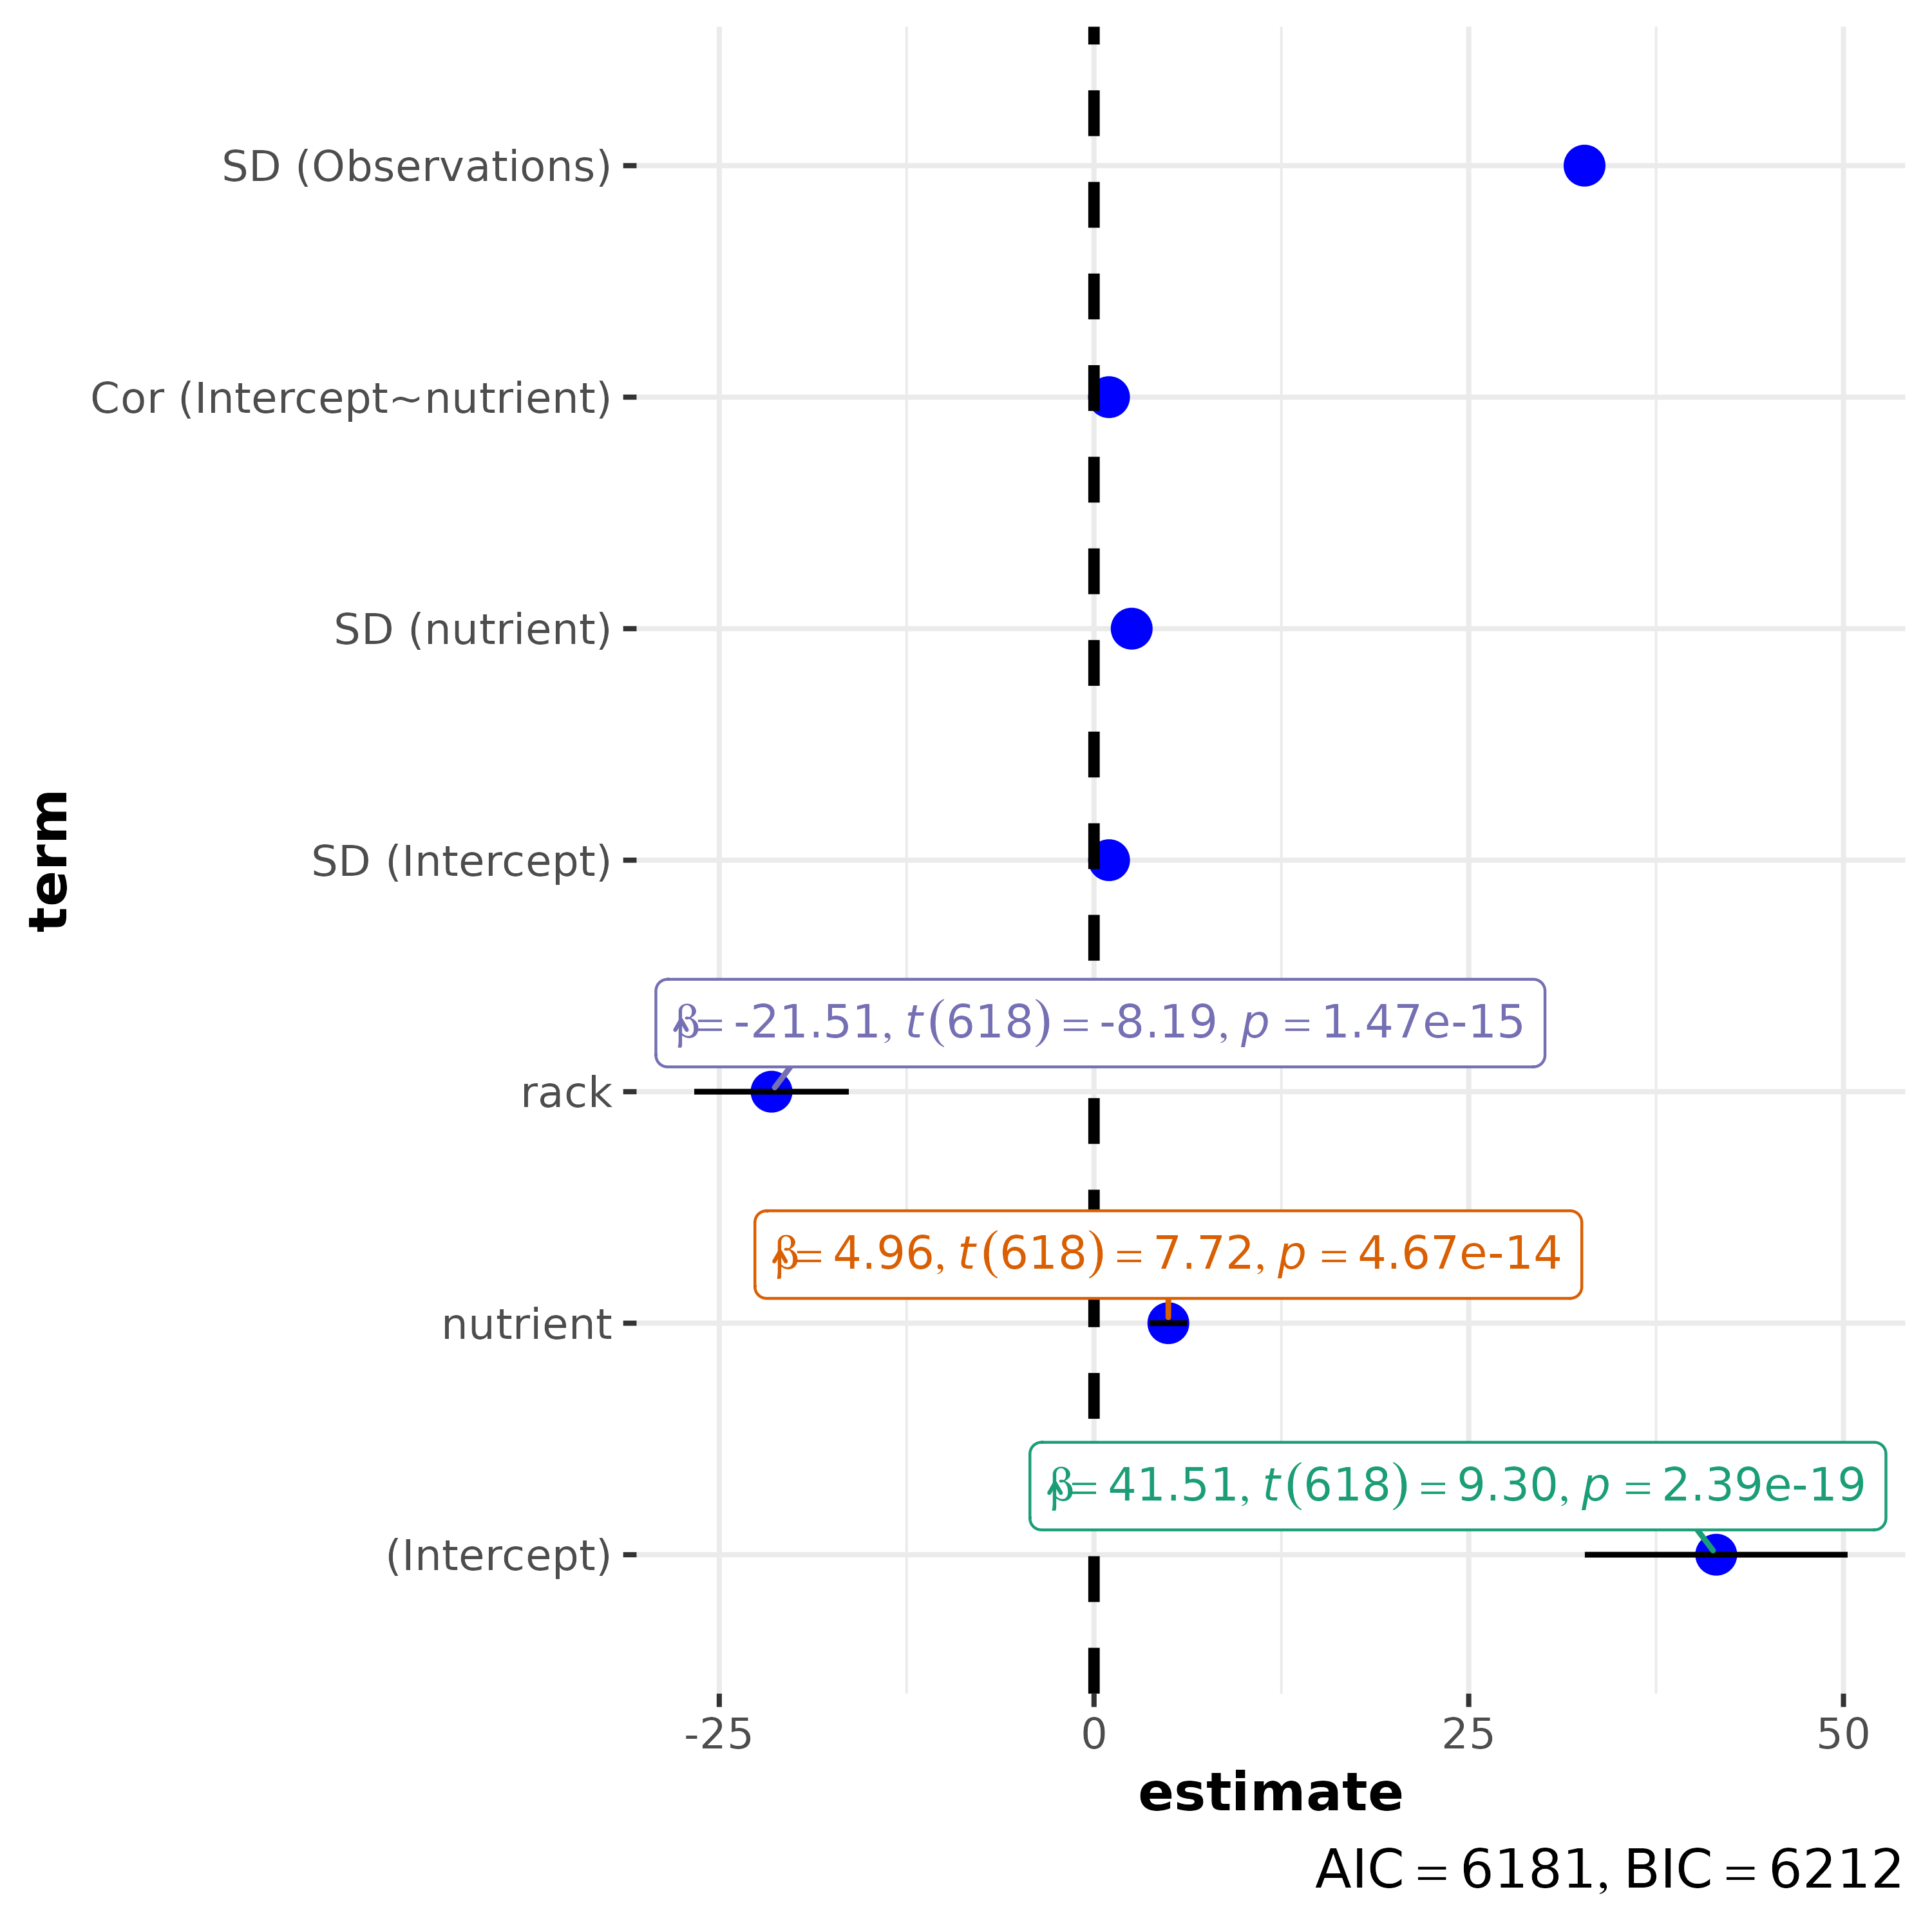 SD (Observations)
Cor (Intercept~nutrient)
SD (nutrient)
SD (Intercept)
term
β̂ = -21.51, t(618) = -8.19, p = 1.47e-15
rack
β̂ = 4.96, t(618) = 7.72, p = 4.67e-14
nutrient
β̂ = 41.51, t(618) = 9.30, p = 2.39e-19
(Intercept)
-25 0 25 50
estimate
AIC = 6181, BIC = 6212